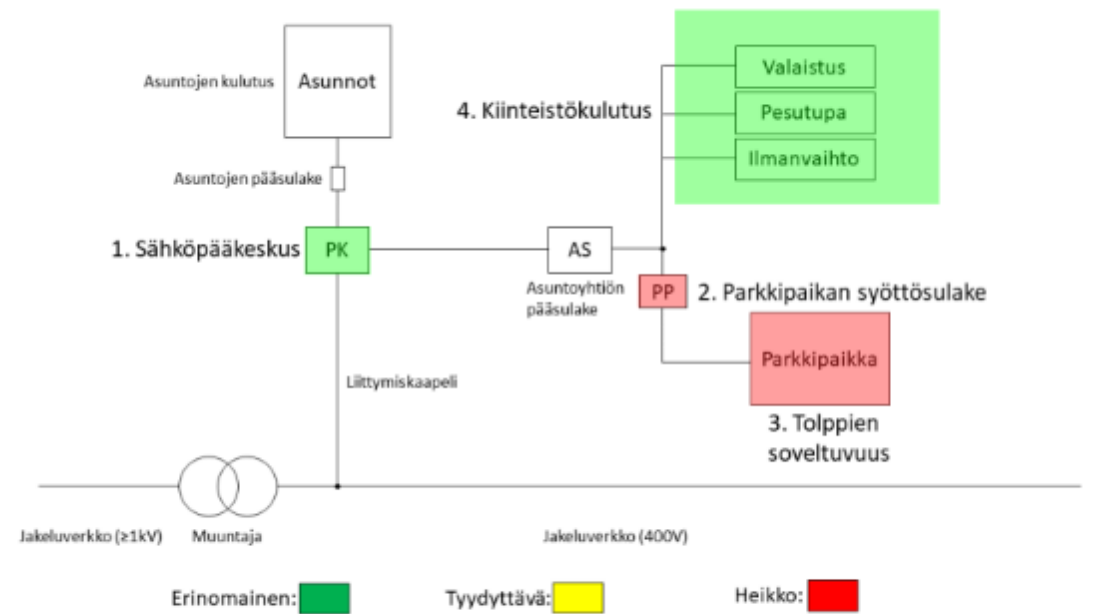 Asuntojen kulutus
Asunnot
Valaistus
4. Kiinteistökulutus
Pesutupa
Ilmanvaihto
Asuntojen pääsulake
1. Sähköpääkeskus
PK
AS
Asuntoyhtiön
pääsulake
PP
2. Parkkipaikan syöttösulake
Parkkipaikka
Liittymiskaapeli
3. Tolppien
soveltuvuus
Jakeluverkko (≥1kV)
Muuntaja
Jakeluverkko (400V)
Erinomainen:
Tyydyttävä:
Heikko: